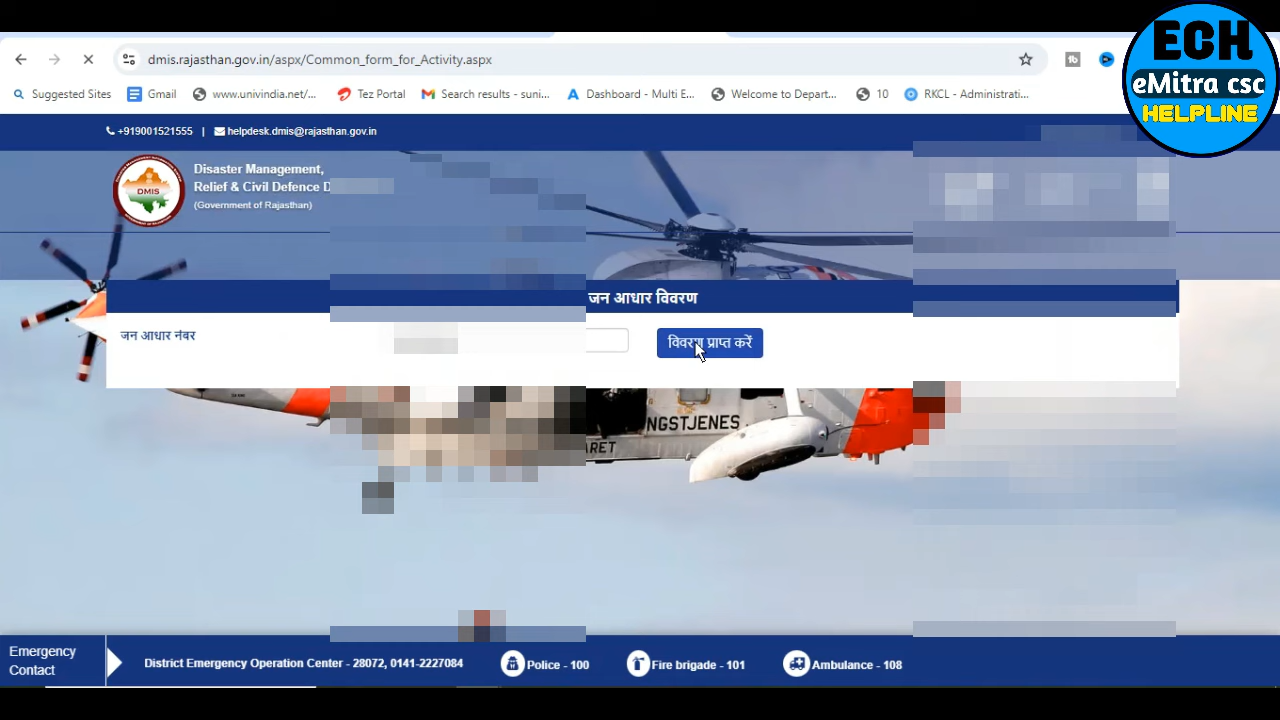 ECH
eMitra csc
HELPLINE
dmis.rajasthan.gov.in/aspx/Common_form_for_Activity.aspx
Suggested Sites
Gmail
www.univindia.net/...
Tez Portal
Search results - suni...
Dashboard - Multi E...
Welcome to Depart...
10
RKCL - Administrati...
+919001521555 | helpdesk.dmis@rajasthan.gov.in
DMIS
Disaster Management,
Relief & Civil Defence D
(Government of Rajasthan)
जन आधार विवरण
जन आधार नंबर
विवरण प्राप्त करें
NGSTJENES
ARET
Emergency
Contact
District Emergency Operation Center - 28072, 0141-2227084
Police - 100
Fire brigade - 101
Ambulance - 108